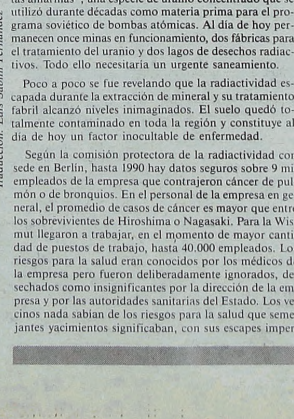 utilizó durante décadas como materia prima para el pro-
grama soviético de bombas atómicas. Al día de hoy per-
manecen once minas en funcionamiento, dos fábricas para
el tratamiento del uranio y dos lagos de desechos radiac-
tivos. Todo ello necesitaría un urgente saneamiento.
Poco a poco se fue revelando que la radiactividad es-
capada durante la extracción de mineral y su tratamiento
fabril alcanzó niveles inimaginados. El suelo quedó to-
talmente contaminado en toda la región y constituye al
día de hoy un factor inocultable de enfermedad.
Según la comisión protectora de la radiactividad con
sede en Berlín, hasta 1990 hay datos seguros sobre 9 mi
empleados de la empresa que contrajeron cáncer de pul
món o de bronquios. En el personal de la empresa en ge
neral, el promedio de casos de cáncer es mayor que entre
los sobrevivientes de Hiroshima o Nagasaki. Para la Wis
mut llegaron a trabajar, en el momento de mayor canti
dad de puestos de trabajo, hasta 40.000 empleados. Lo
riesgos para la salud eran conocidos por los médicos d
la empresa pero fueron deliberadamente ignorados, de
sechados como insignificantes por la dirección de la em
presa y por las autoridades sanitarias del Estado. Los ve
cinos nada sabían de los riesgos para la salud que seme
jantes yacimientos significaban, con sus escapes imper